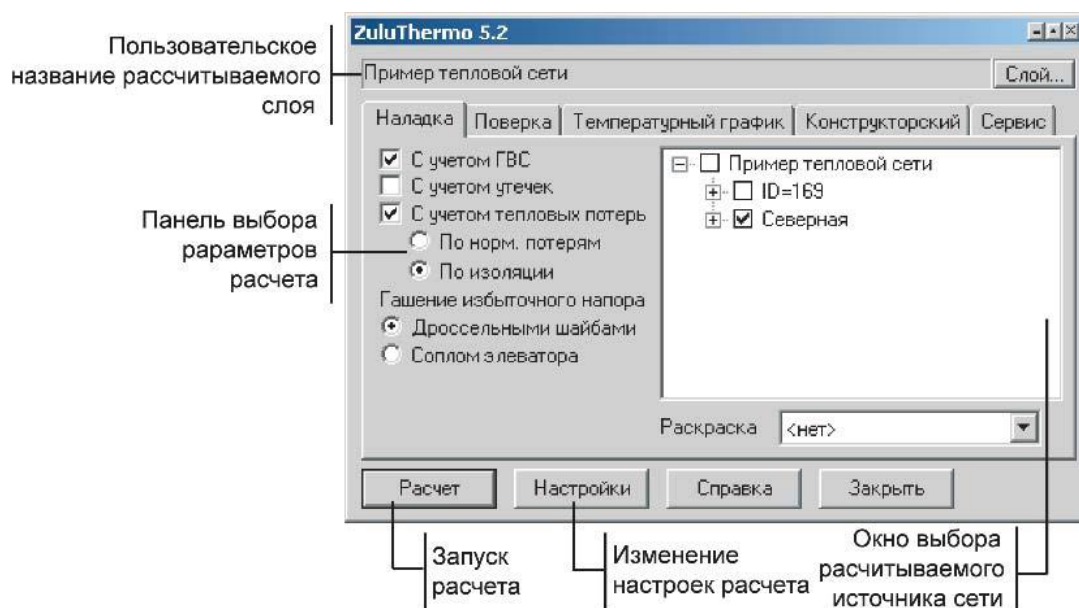 Пользовательское
название рассчитываемого
слоя
ZuluThermo 5.2
Пример тепловой сети
Слой...
Наладка Поверка Температурный график Конструкторский Сервис
С учетом ГВС
С учетом утечек
С учетом тепловых потерь
По норм. потерям
По изоляции
Гашение избыточного напора
Дроссельными шайбами
Соплом элеватора
Пример тепловой сети
ID=169
Северная
Панель выбора
рараметров
расчета
Раскраска <нет>
Расчет Настройки Справка Закрыть
Запуск
расчета
Изменение
настроек расчета
Окно выбора
расчитываемого
источника сети